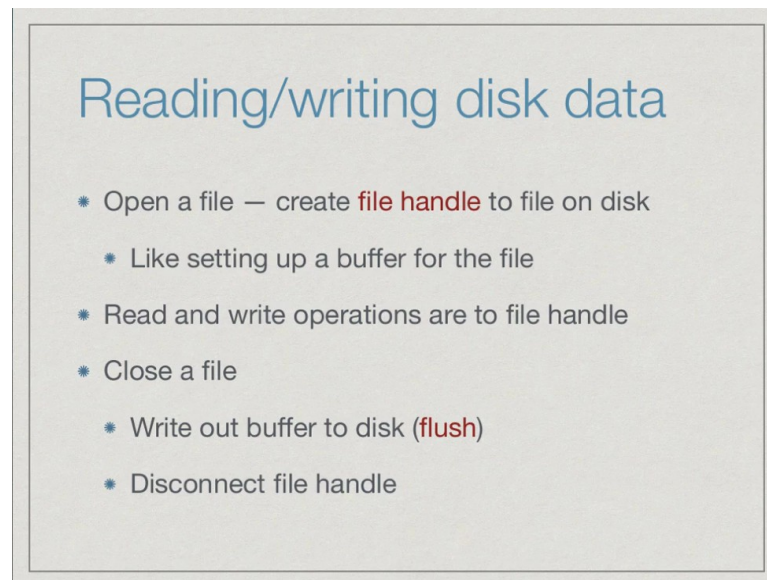 Reading/writing disk data
Open a file — create file handle to file on disk
Like setting up a buffer for the file
Read and write operations are to file handle
Close a file
Write out buffer to disk (flush)
Disconnect file handle